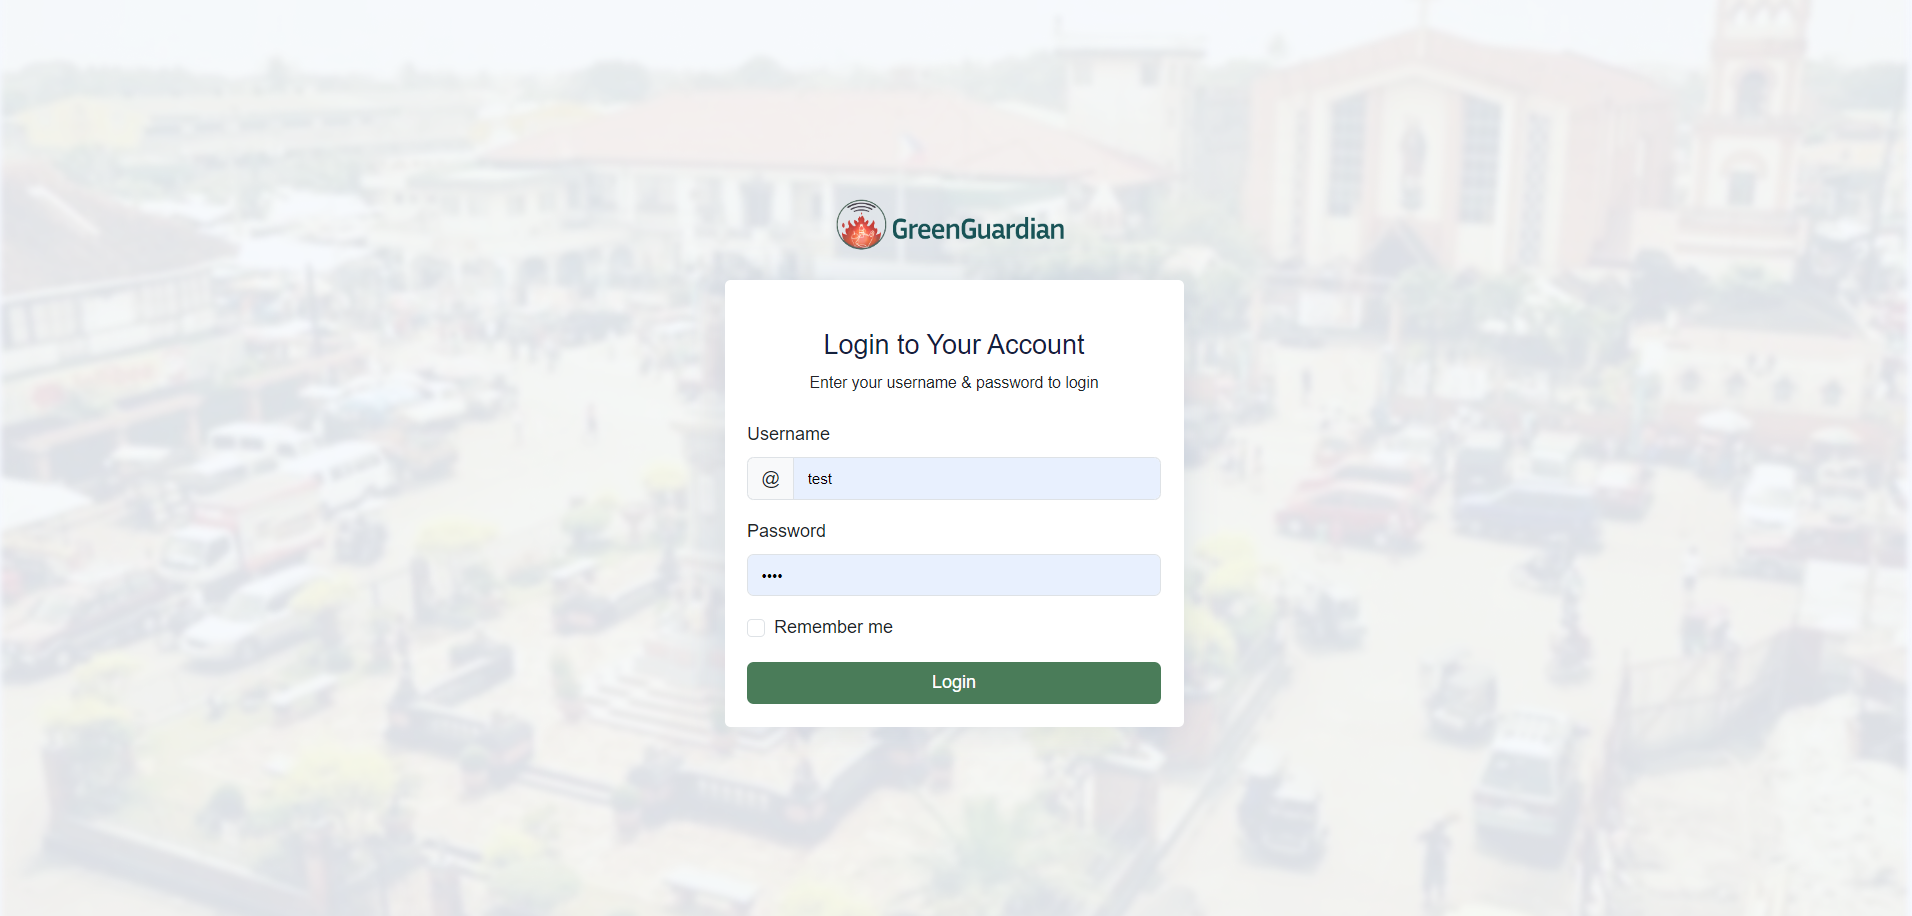 GreenGuardian
Login to Your Account
Enter your username & password to login
Username
@ test
Password
••••
Remember me
Login